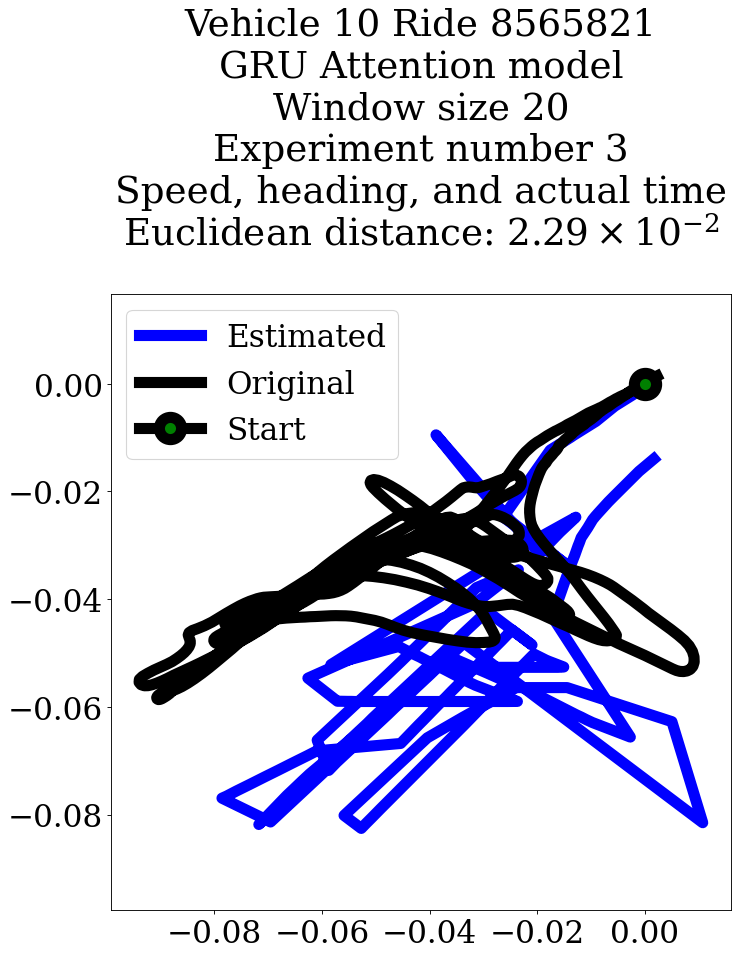 Vehicle 10 Ride 8565821
GRU Attention model
Window size 20
Experiment number 3
Speed, heading, and actual time
Euclidean distance: 2.29 × 10⁻²
Estimated
Original
Start
0.00
−0.02
−0.04
−0.06
−0.08
−0.08 −0.06 −0.04 −0.02 0.00